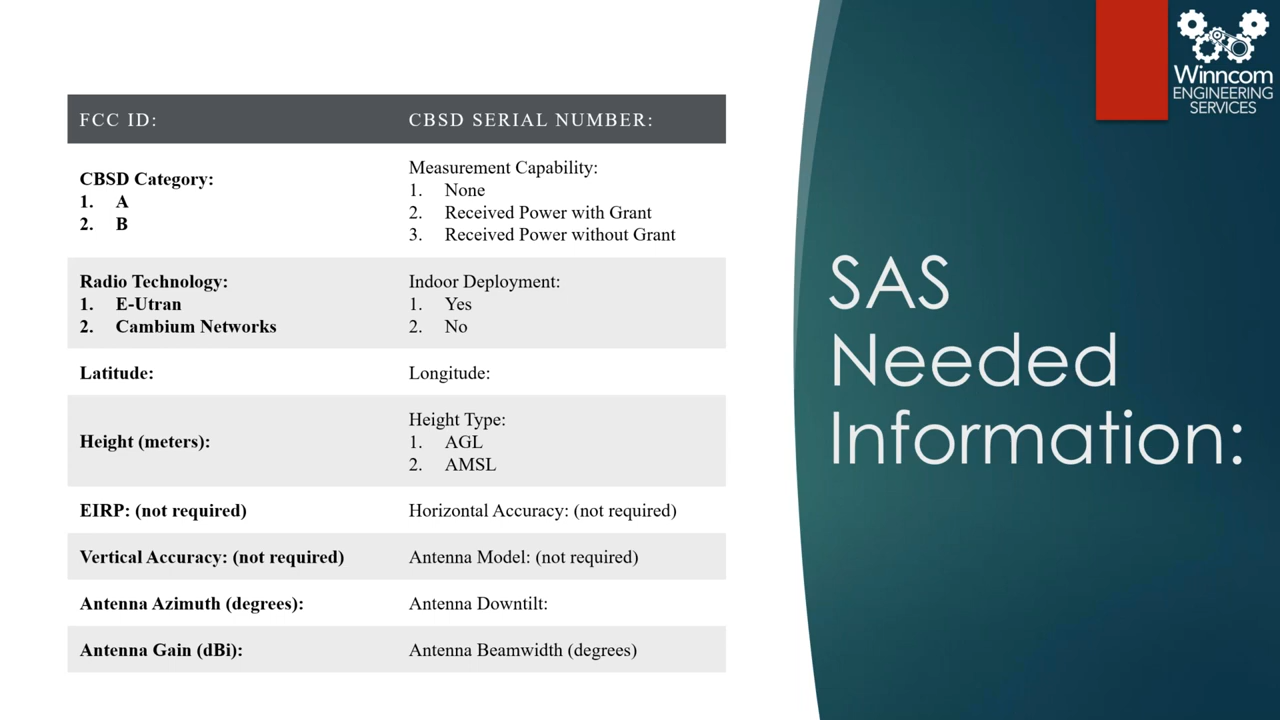 FCC ID:
CBSD SERIAL NUMBER:
CBSD Category:
1. A
2. B
Measurement Capability:
1. None
2. Received Power with Grant
3. Received Power without Grant
Radio Technology:
1. E-Utran
2. Cambium Networks
Indoor Deployment:
1. Yes
2. No
Latitude:
Longitude:
Height (meters):
Height Type:
1. AGL
2. AMSL
EIRP: (not required)
Horizontal Accuracy: (not required)
Vertical Accuracy: (not required)
Antenna Model: (not required)
Antenna Azimuth (degrees):
Antenna Downtilt:
Antenna Gain (dBi):
Antenna Beamwidth (degrees)
SAS
Needed
Information:
Winncom
ENGINEERING
SERVICES